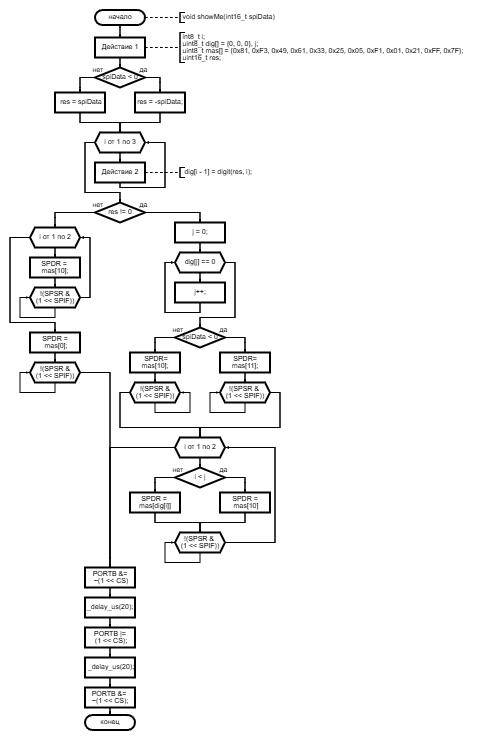 начало
void showMe(int16_t spiData)
Действие 1
int8_t i;
uint8_t dig[] = {0, 0, 0}, j;
uint8_t mas[] = {0x81, 0xF3, 0x49, 0x61, 0x33, 0x25, 0x05, 0xF1, 0x01, 0x21, 0xFF, 0x7F};
uint16_t res;
нет
spiData < 0
да
res = spiData
res = -spiData;
i от 1 по 3
Действие 2
dig[i - 1] = digit(res, i);
нет
res != 0
да
i от 1 по 2
SPDR =
mas[10];
!(SPSR &
(1 << SPIF))
SPDR =
mas[0];
!(SPSR &
(1 << SPIF))
j = 0;
dig[j] == 0
j++;
нет
spiData < 0
да
SPDR=
mas[10];
SPDR=
mas[11];
!(SPSR &
(1 << SPIF))
!(SPSR &
(1 << SPIF))
i от 1 по 2
нет
i < j
да
SPDR =
mas[dig[i]]
SPDR =
mas[10]
!(SPSR &
(1 << SPIF))
PORTB &=
~(1 << CS)
_delay_us(20);
PORTB |=
(1 << CS);
_delay_us(20);
PORTB &=
~(1 << CS);
конец